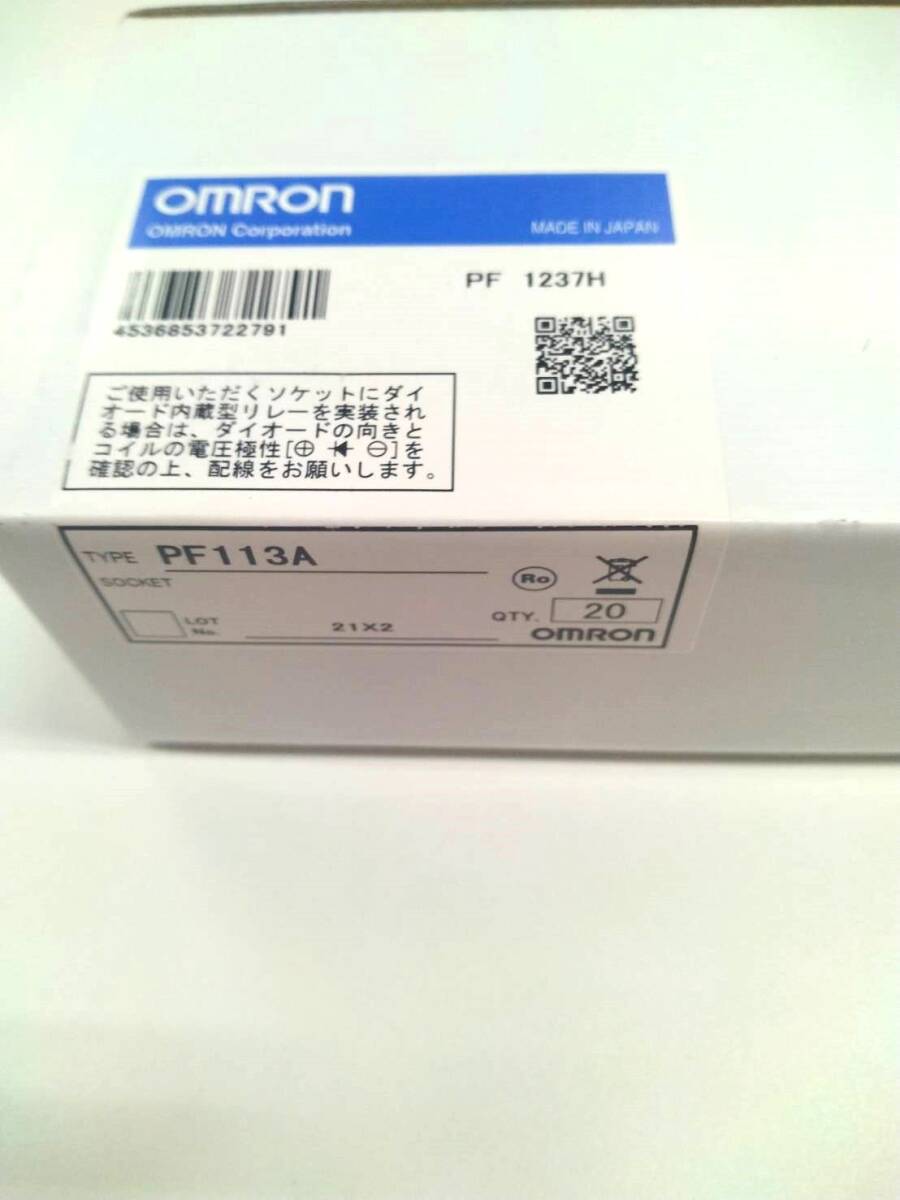 OMRON
OMRON Corporation
MADE IN JAPAN
PF 1237H
4536853722791
ご使用いただくソケットにダイ
オード内蔵型リレーを実装され
る場合は、ダイオードの向きと
コイルの電圧極性[⊕ ⊖]を
確認の上、配線をお願いします。
TYPE PF113A
SOCKET
Ro
LOT No. 21X2
QTY. 20
OMRON